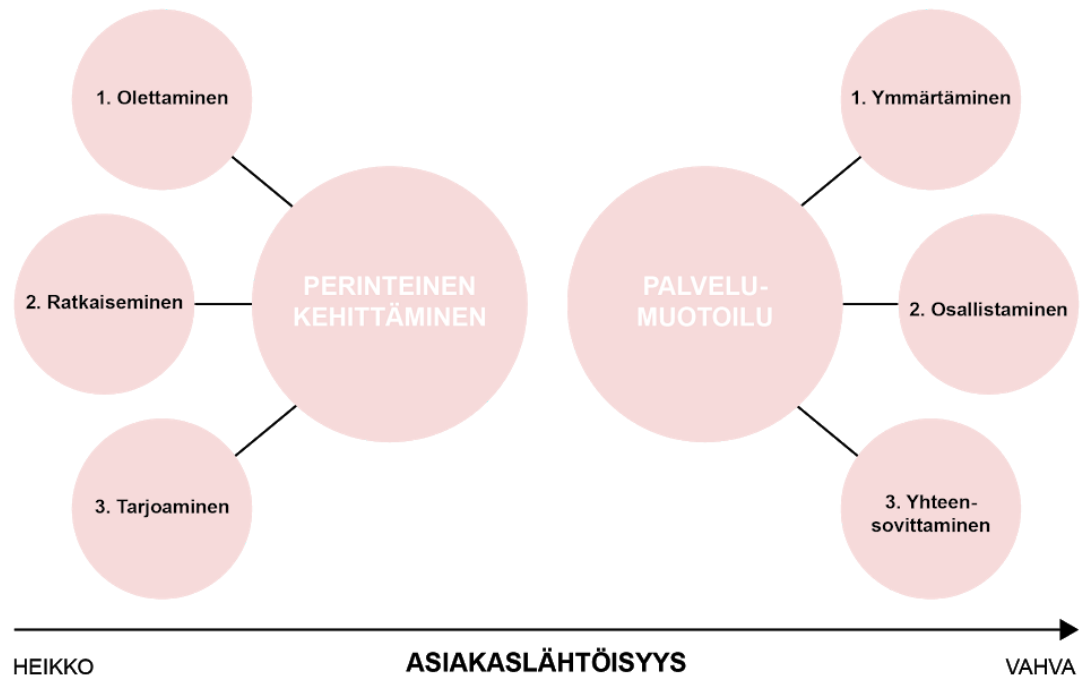 1. Olettaminen
2. Ratkaiseminen
3. Tarjoaminen
PERINTEINEN
KEHITTÄMINEN
PALVELU-
MUOTOILU
1. Ymmärtäminen
2. Osallistaminen
3. Yhteen-
sovittaminen
HEIKKO
ASIAKASLÄHTÖISYYS
VAHVA